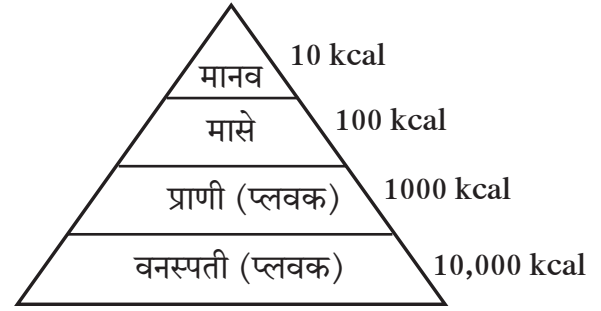 मानव 10 kcal
मासे 100 kcal
प्राणी (प्लवक) 1000 kcal
वनस्पती (प्लवक) 10,000 kcal